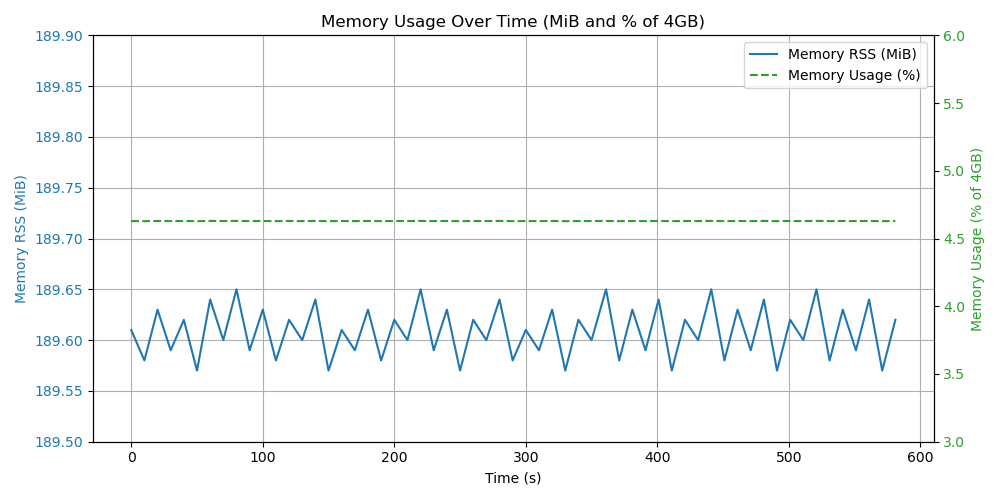 Memory Usage Over Time (MiB and % of 4GB)
Memory RSS (MiB)
189.90
189.85
189.80
189.75
189.70
189.65
189.60
189.55
189.50
Memory RSS (MiB)
Memory Usage (%)
6.0
5.5
5.0
4.5
4.0
3.5
3.0
Memory Usage (% of 4GB)
0 100 200 300 400 500 600
Time (s)